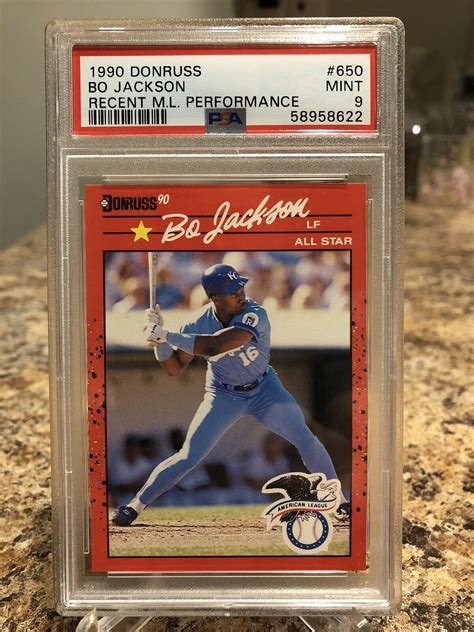 1990 DONRUSS #650
BO JACKSON MINT
RECENT M.L. PERFORMANCE 9
PSA 58958622
DONRUSS '90
Bo Jackson
LF
ALL STAR
R
16
AMERICAN LEAGUE